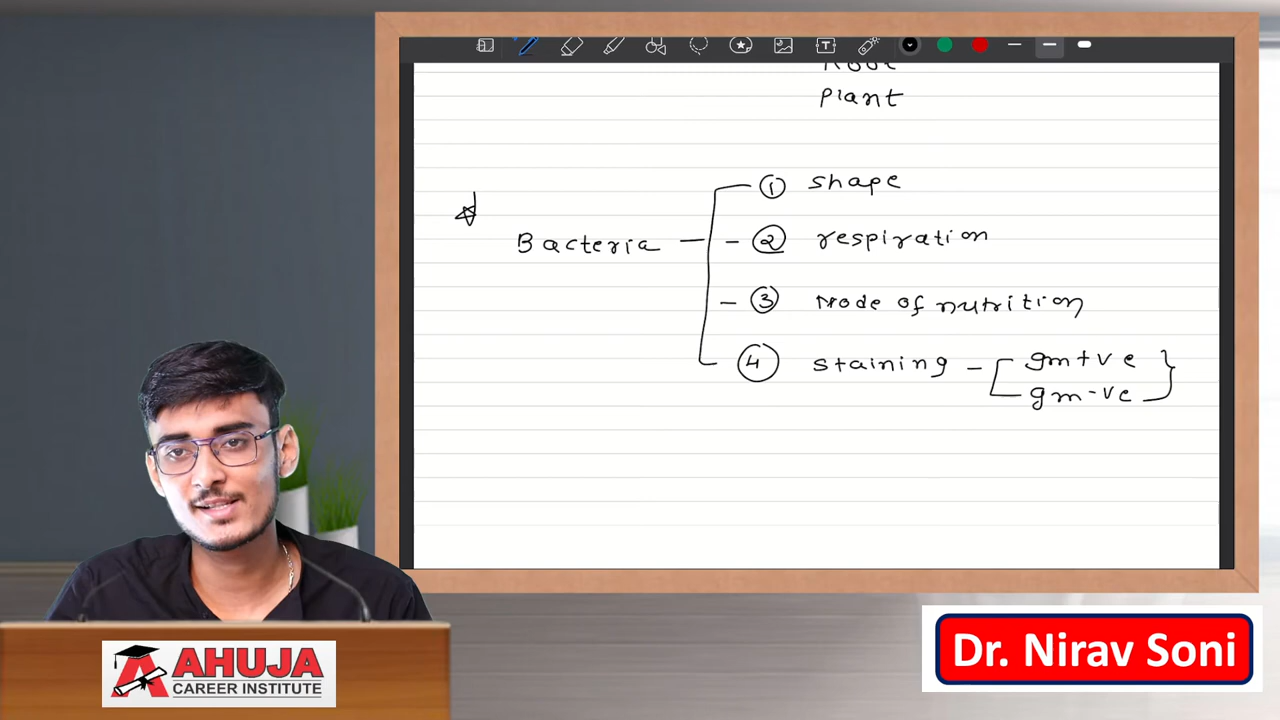 Root
Plant
① shape
Bacteria - ② respiration
- ③ Mode of nutrition
④ staining - gm+ve
gm-ve
AHUJA
CAREER INSTITUTE
Dr. Nirav Soni